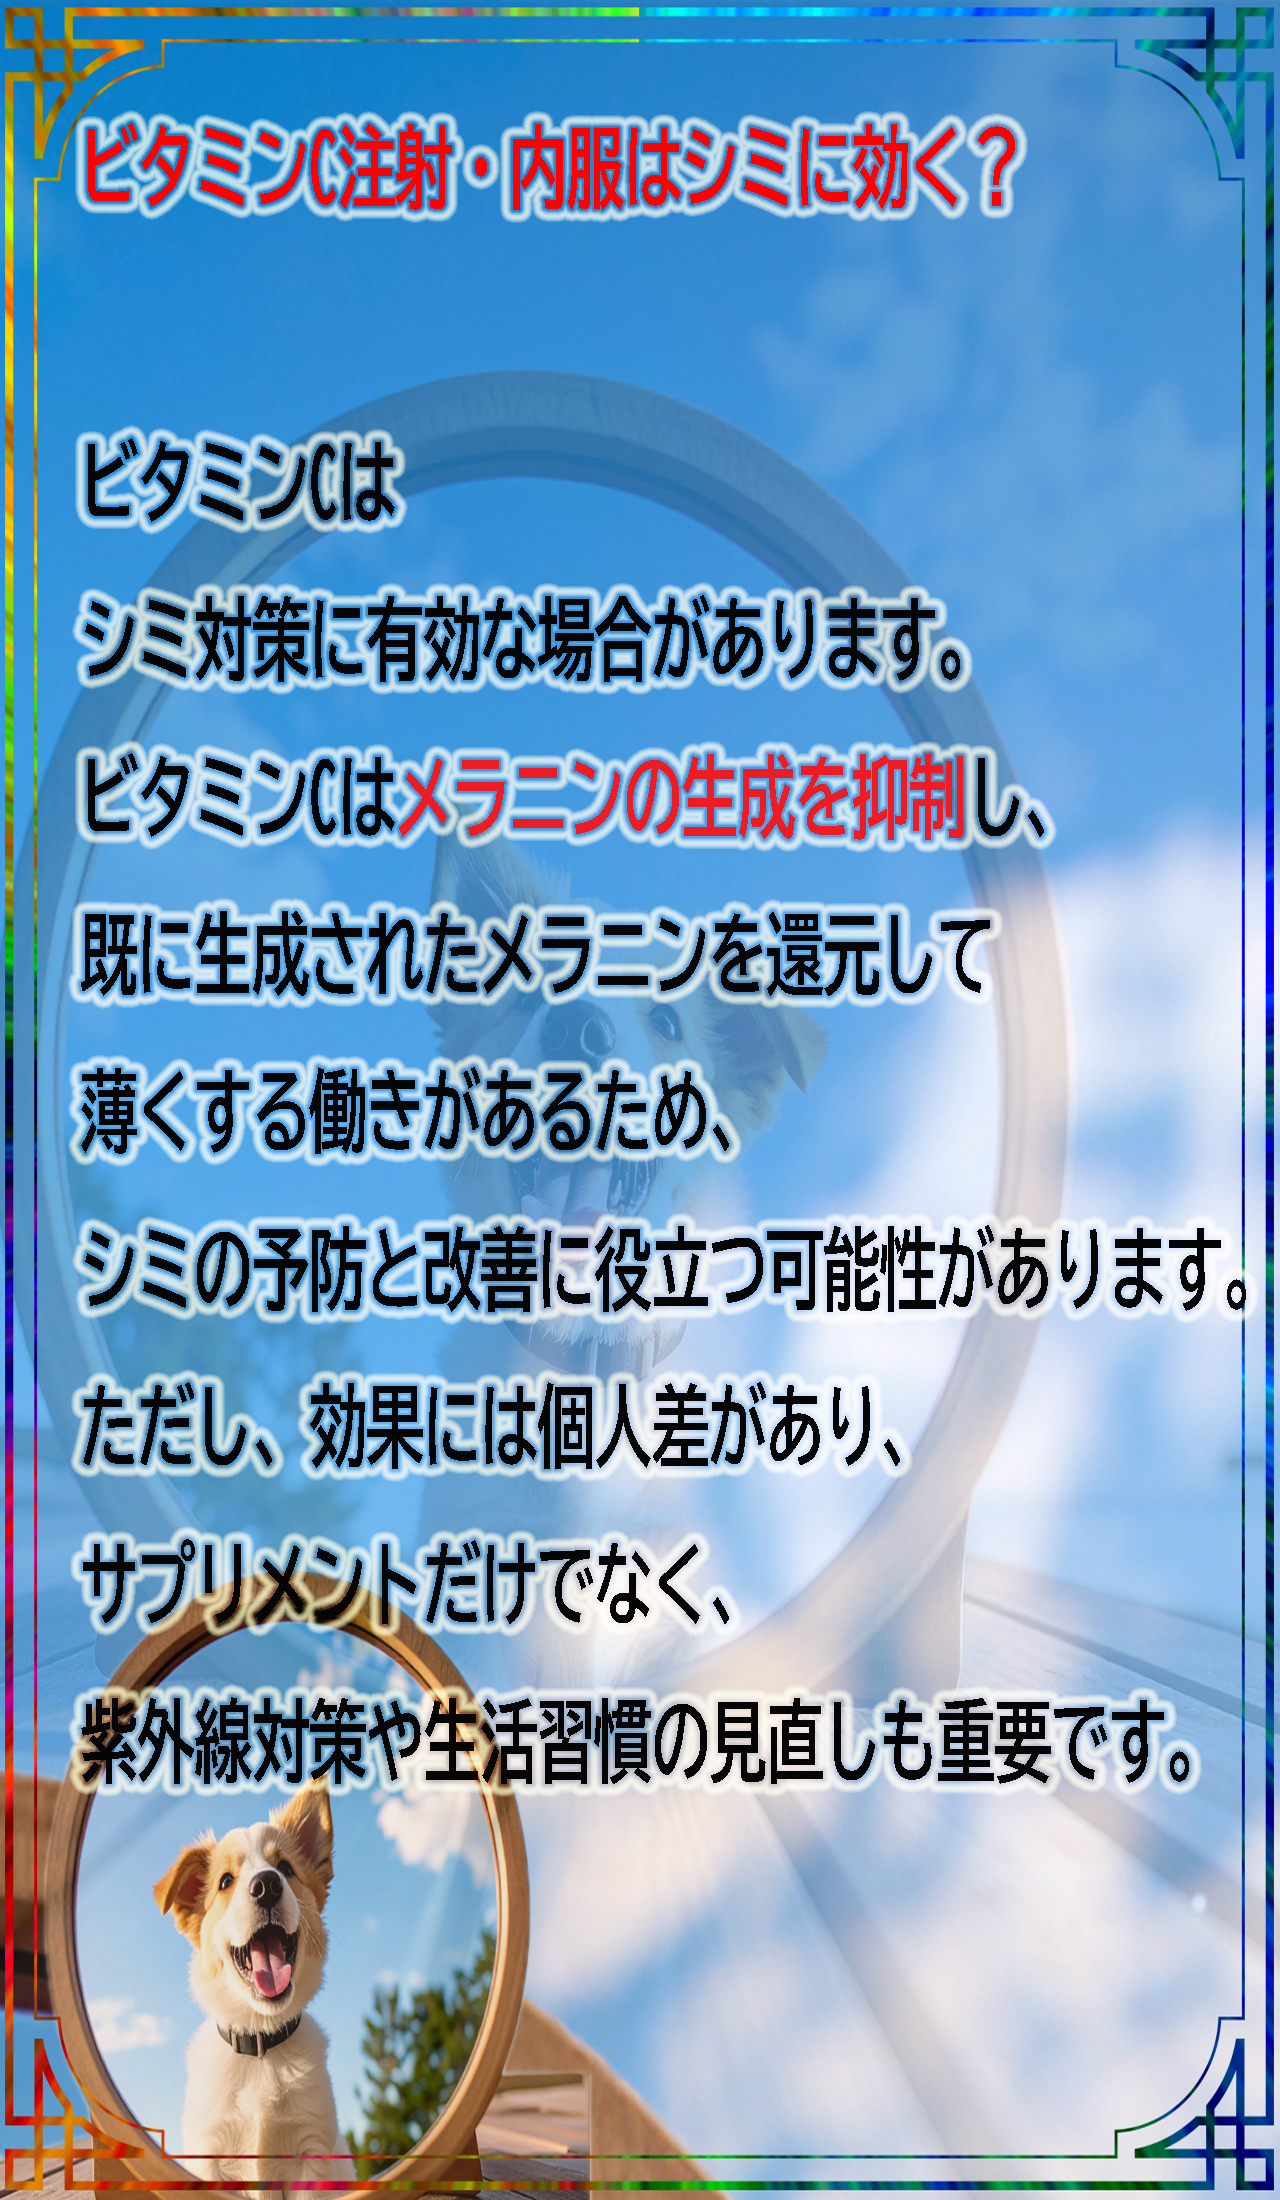 ビタミンC注射・内服はシミに効く？
ビタミンCは
シミ対策に有効な場合があります。
ビタミンCはメラニンの生成を抑制し、
既に生成されたメラニンを還元して
薄くする働きがあるため、
シミの予防と改善に役立つ可能性があります。
ただし、効果には個人差があり、
サプリメントだけでなく、
紫外線対策や生活習慣の見直しも重要です。